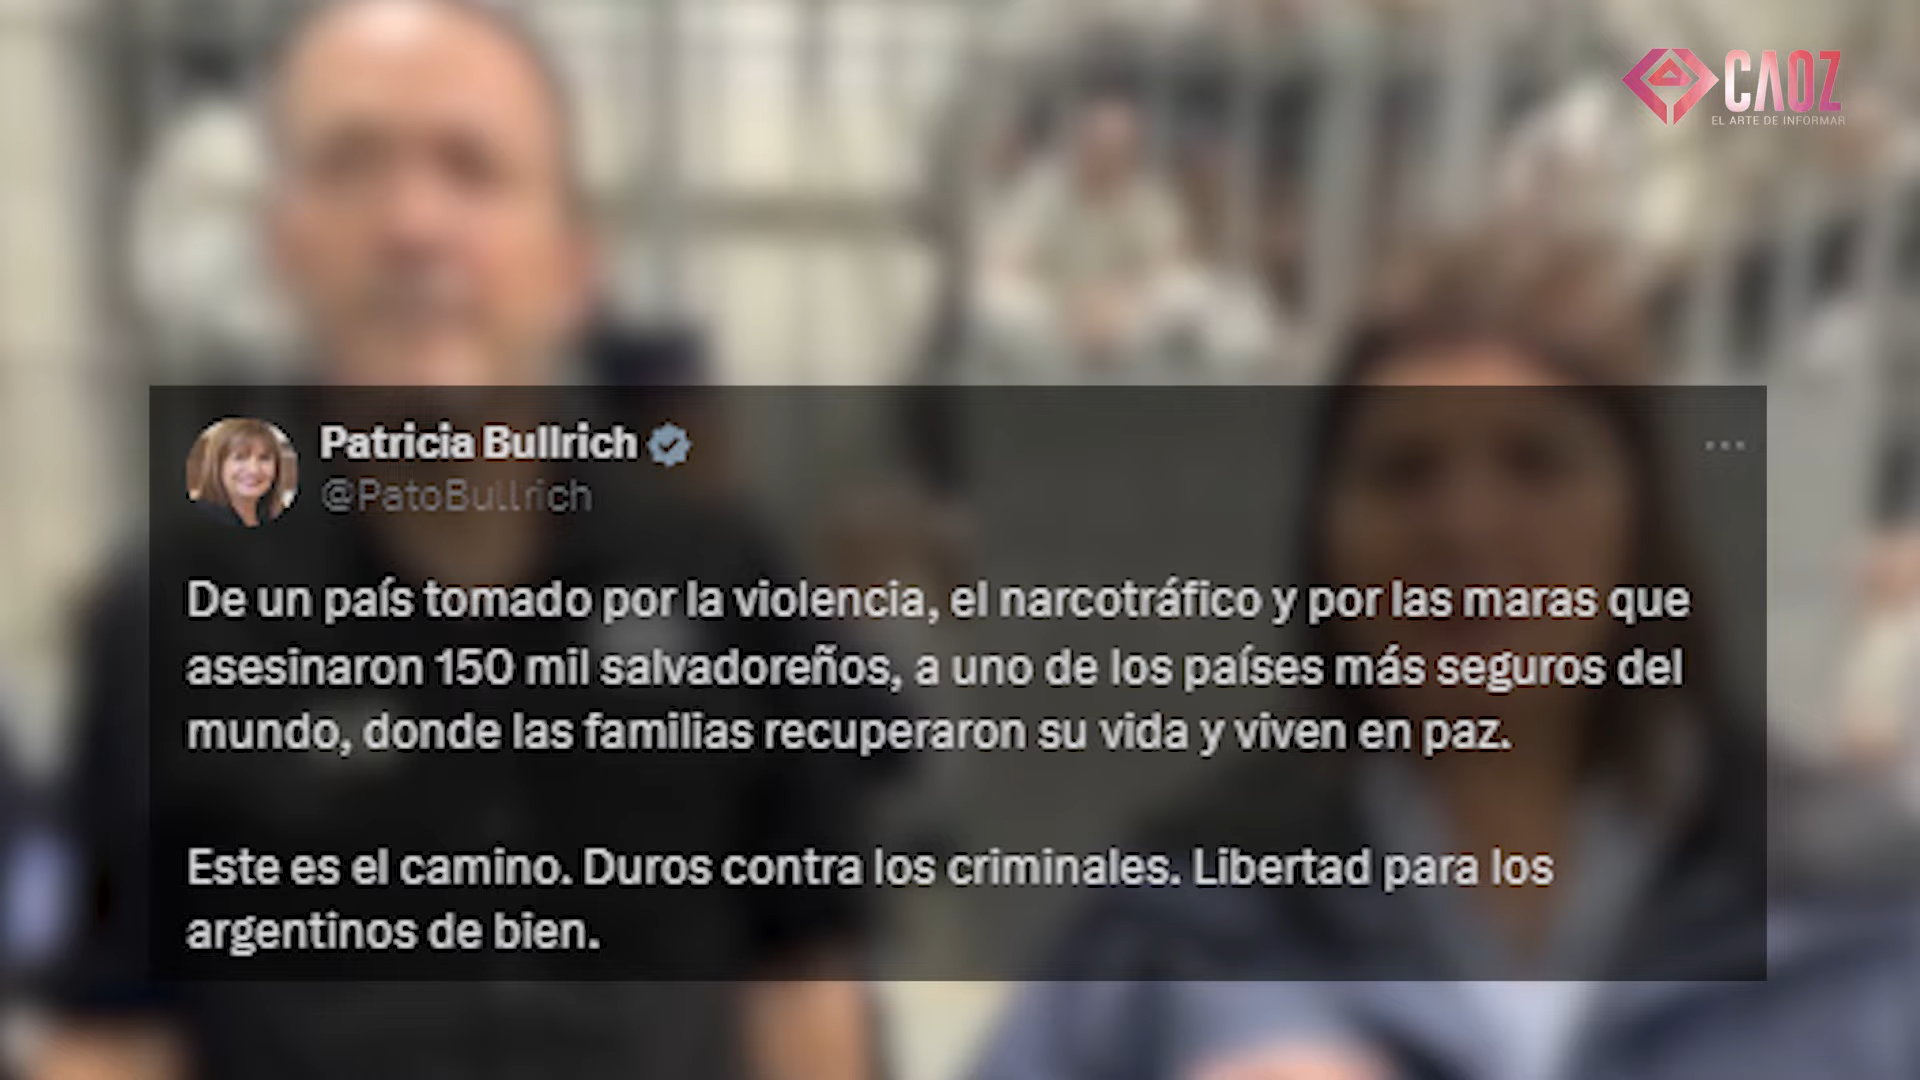 CAOZ
EL ARTE DE INFORMAR
Patricia Bullrich
@PatoBullrich
De un país tomado por la violencia, el narcotráfico y por las maras que
asesinaron 150 mil salvadoreños, a uno de los países más seguros del
mundo, donde las familias recuperaron su vida y viven en paz.
Este es el camino. Duros contra los criminales. Libertad para los
argentinos de bien.